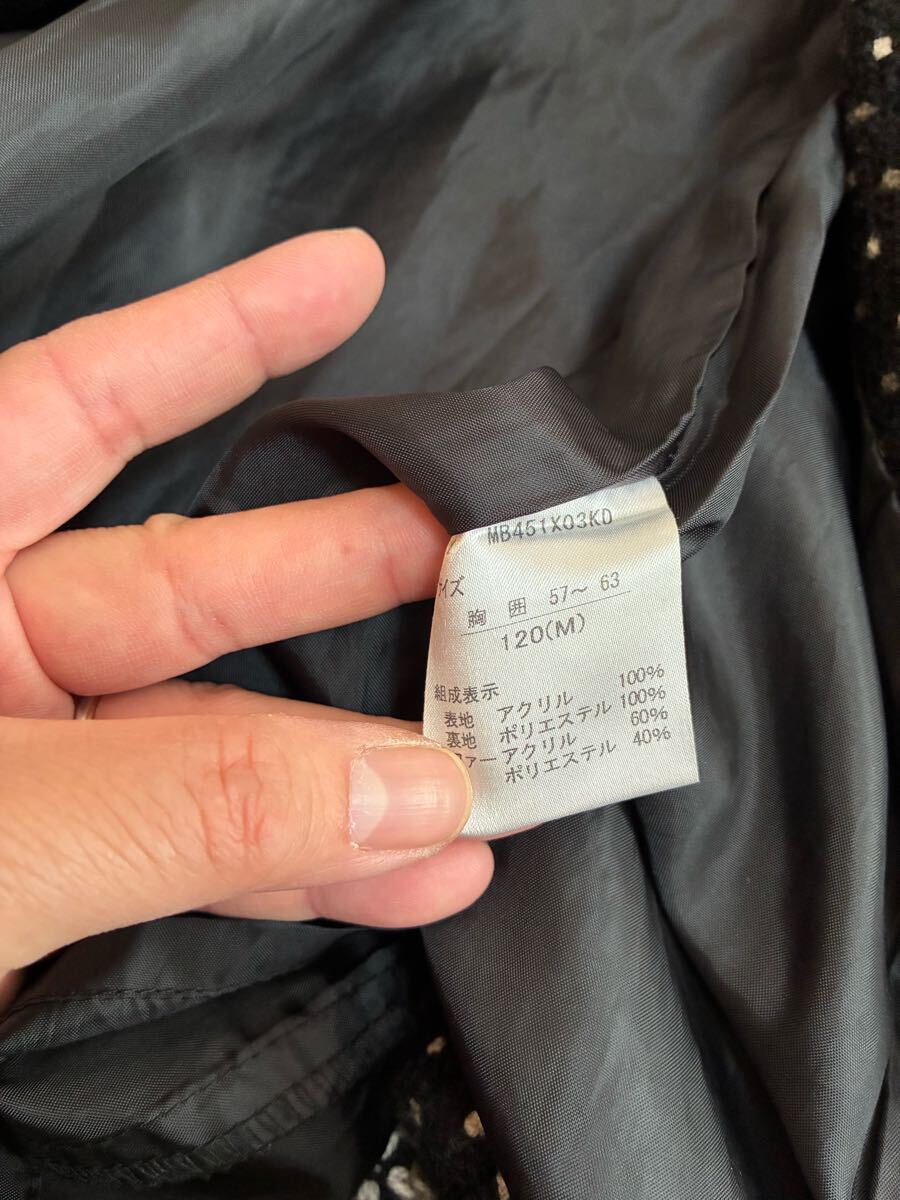 MB451X03KD
イズ
胸 囲 57〜 63
120(M)
組成表示
表地 アクリル 100%
裏地 ポリエステル 100%
ファー アクリル 60%
ポリエステル 40%